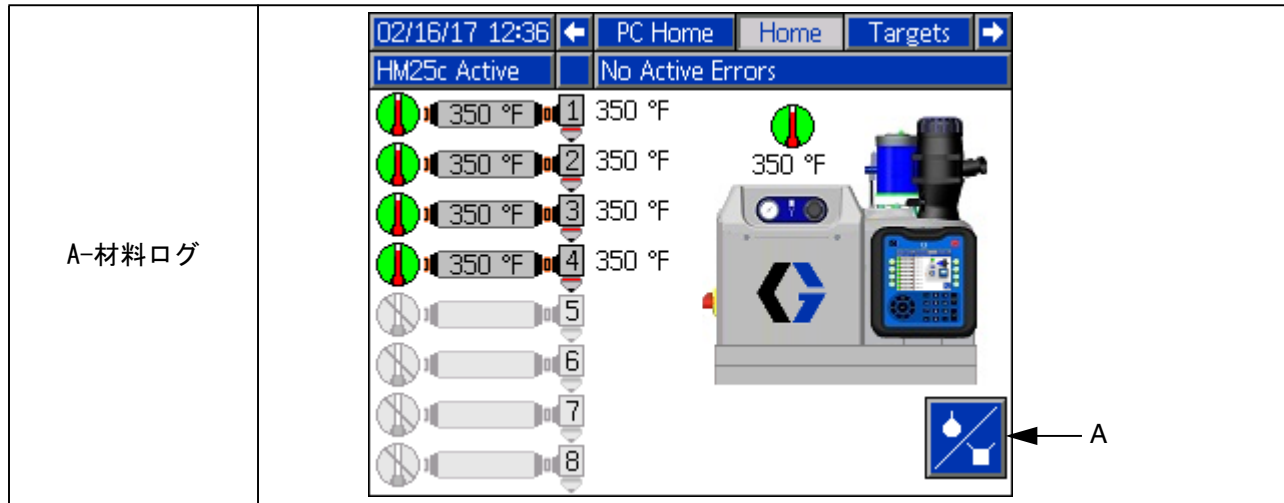 A-材料ログ
02/16/17 12:36 PC Home Home Targets
HM25c Active No Active Errors
350 °F 1 350 °F
350 °F
350 °F 2 350 °F
350 °F 3 350 °F
350 °F 4 350 °F
5
6
7
8
A